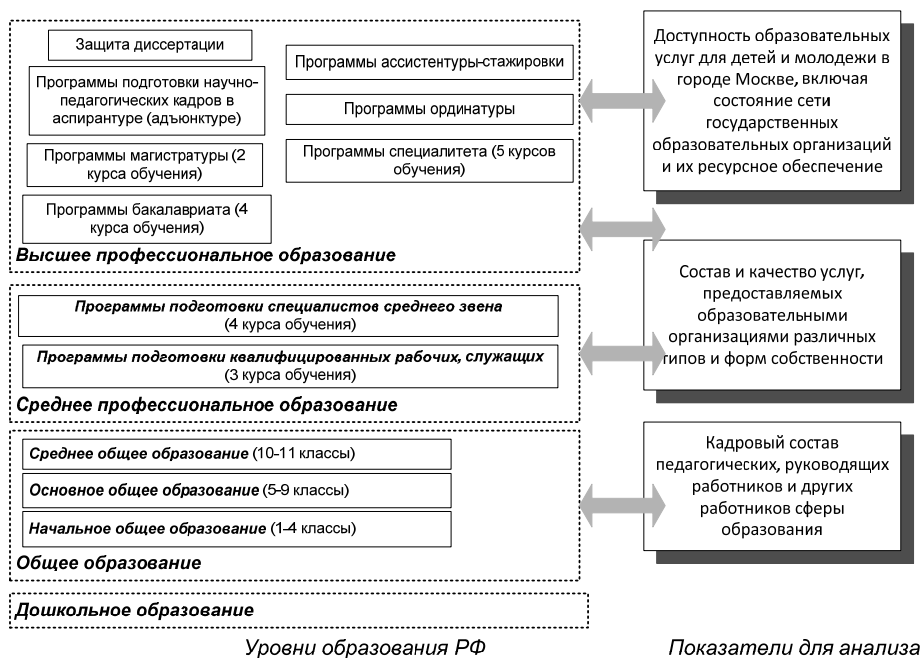 Защита диссертации
Программы подготовки научно-
педагогических кадров в
аспирантуре (адъюнктуре)
Программы магистратуры (2
курса обучения)
Программы бакалавриата (4
курса обучения)
Программы ассистентуры-стажировки
Программы ординатуры
Программы специалитета (5 курсов
обучения)
Высшее профессиональное образование
Программы подготовки специалистов среднего звена
(4 курса обучения)
Программы подготовки квалифицированных рабочих, служащих
(3 курса обучения)
Среднее профессиональное образование
Среднее общее образование (10-11 классы)
Основное общее образование (5-9 классы)
Начальное общее образование (1-4 классы)
Общее образование
Дошкольное образование
Уровни образования РФ
Доступность образовательных
услуг для детей и молодежи в
городе Москве, включая
состояние сети
государственных
образовательных организаций
и их ресурсное обеспечение
Состав и качество услуг,
предоставляемых
образовательными
организациями различных
типов и форм собственности
Кадровый состав
педагогических, руководящих
работников и других
работников сферы
образования
Показатели для анализа